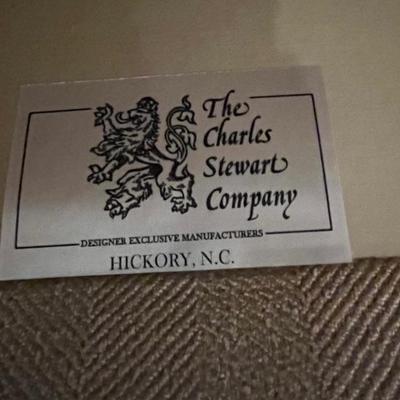 The
Charles
Stewart
Company
DESIGNER EXCLUSIVE MANUFACTURERS
HICKORY, N.C.